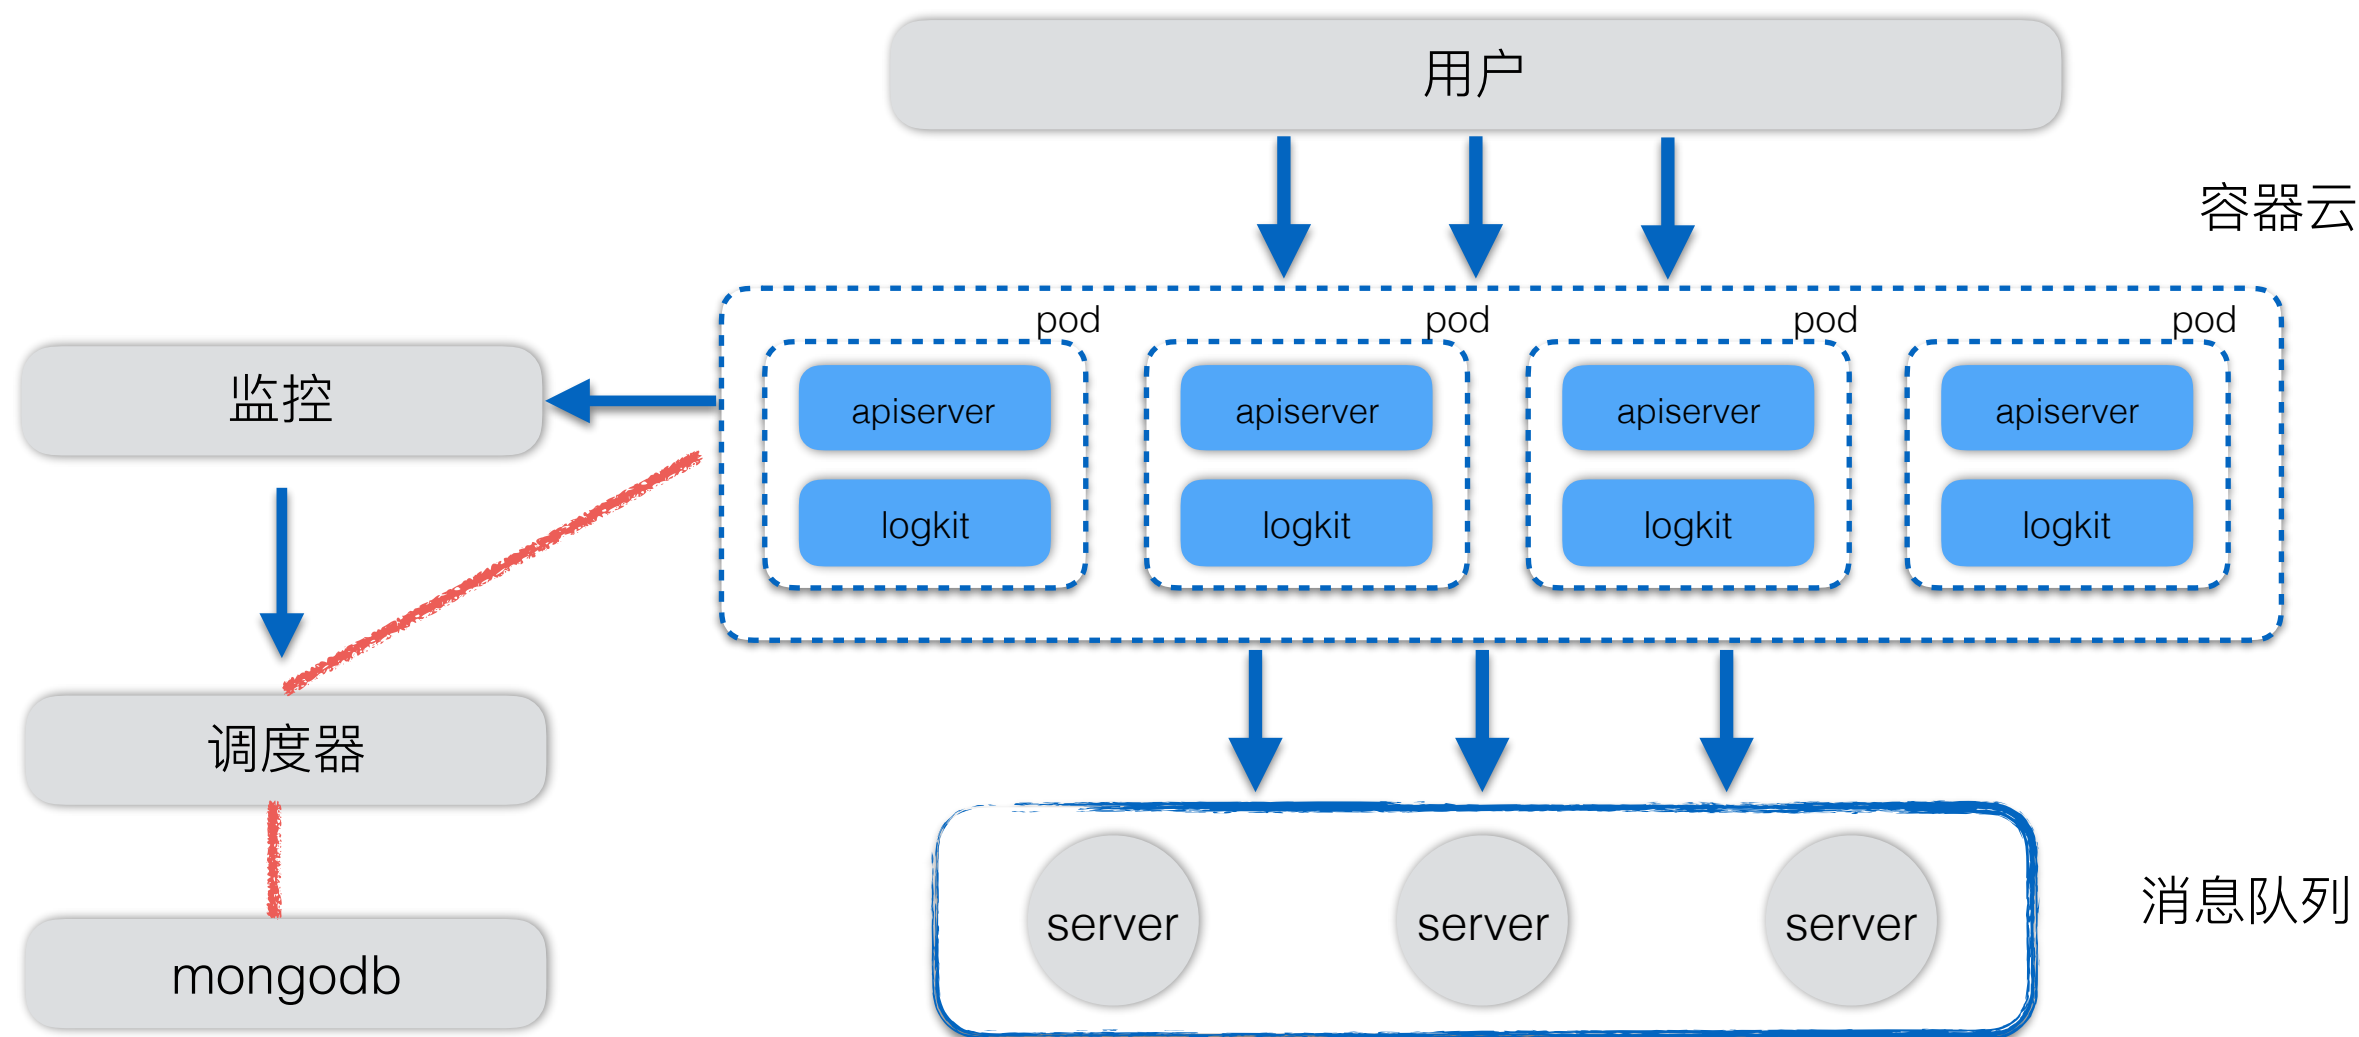 用户
容器云
pod
pod
pod
pod
监控
apiserver
apiserver
apiserver
apiserver
logkit
logkit
logkit
logkit
调度器
server
server
server
消息队列
mongodb